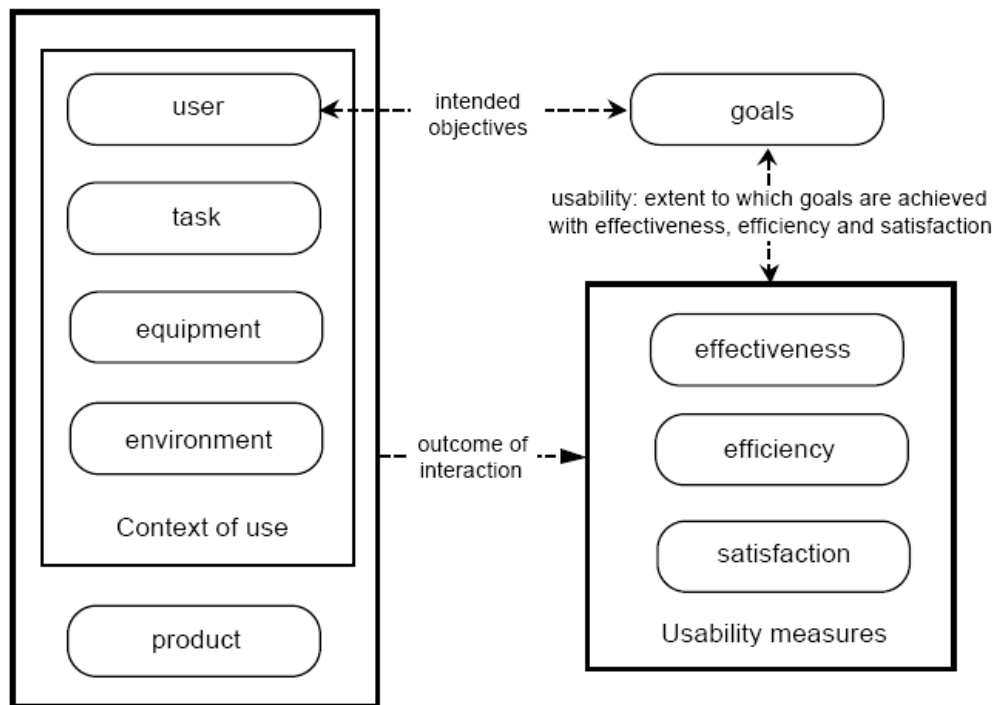 user
task
equipment
environment
Context of use
product
intended
objectives
goals
usability: extent to which goals are achieved
with effectiveness, efficiency and satisfaction
outcome of
interaction
effectiveness
efficiency
satisfaction
Usability measures